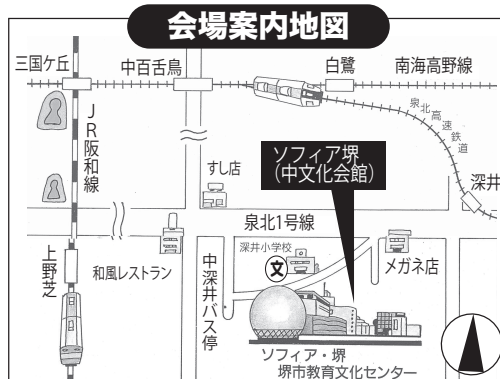 会場案内地図
三国ケ丘
中百舌鳥
白鷺
南海高野線
泉北高速鉄道
JR阪和線
すし店
ソフィア堺
(中文化会館)
深井
泉北1号線
上野芝
和風レストラン
中深井バス停
深井小学校
文
メガネ店
ソフィア・堺
堺市教育文化センター